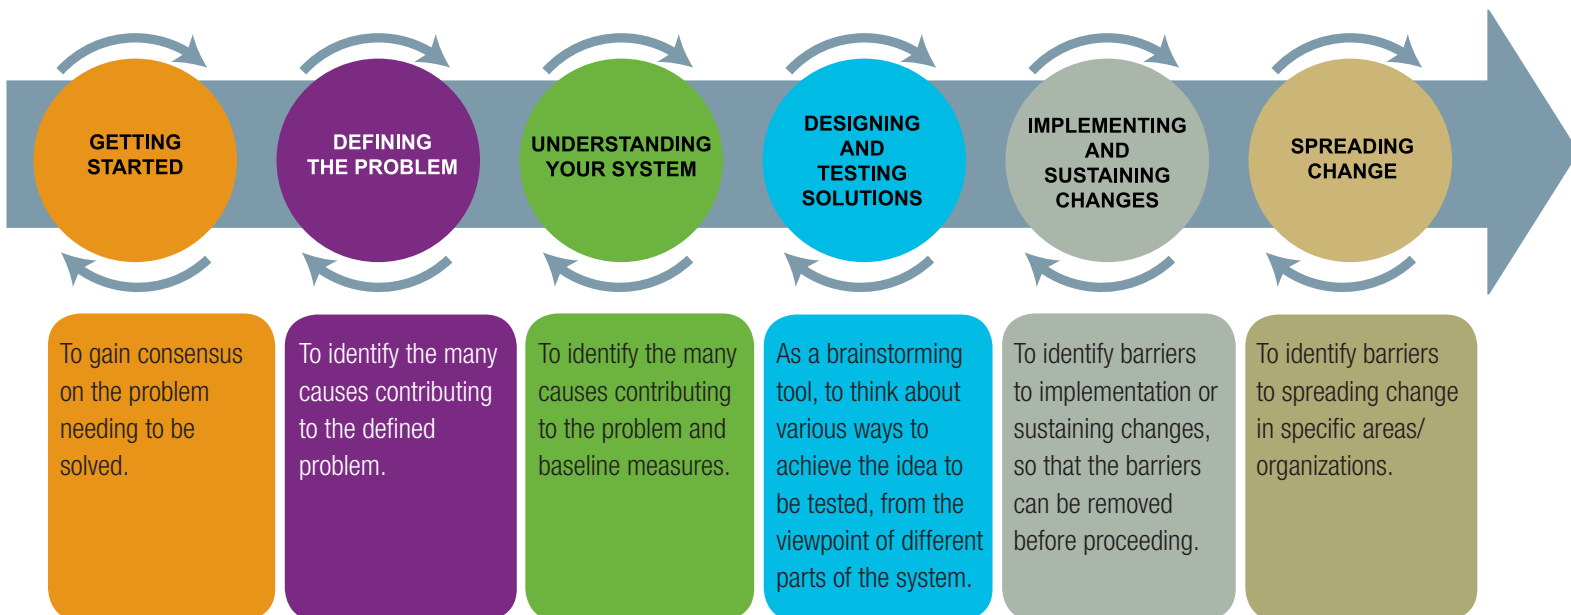 GETTING
STARTED
DEFINING
THE PROBLEM
UNDERSTANDING
YOUR SYSTEM
DESIGNING
AND
TESTING
SOLUTIONS
IMPLEMENTING
AND
SUSTAINING
CHANGES
SPREADING
CHANGE
To gain consensus
on the problem
needing to be
solved.
To identify the many
causes contributing
to the defined
problem.
To identify the many
causes contributing
to the problem and
baseline measures.
As a brainstorming
tool, to think about
various ways to
achieve the idea to
be tested, from the
viewpoint of different
parts of the system.
To identify barriers
to implementation or
sustaining changes,
so that the barriers
can be removed
before proceeding.
To identify barriers
to spreading change
in specific areas/
organizations.